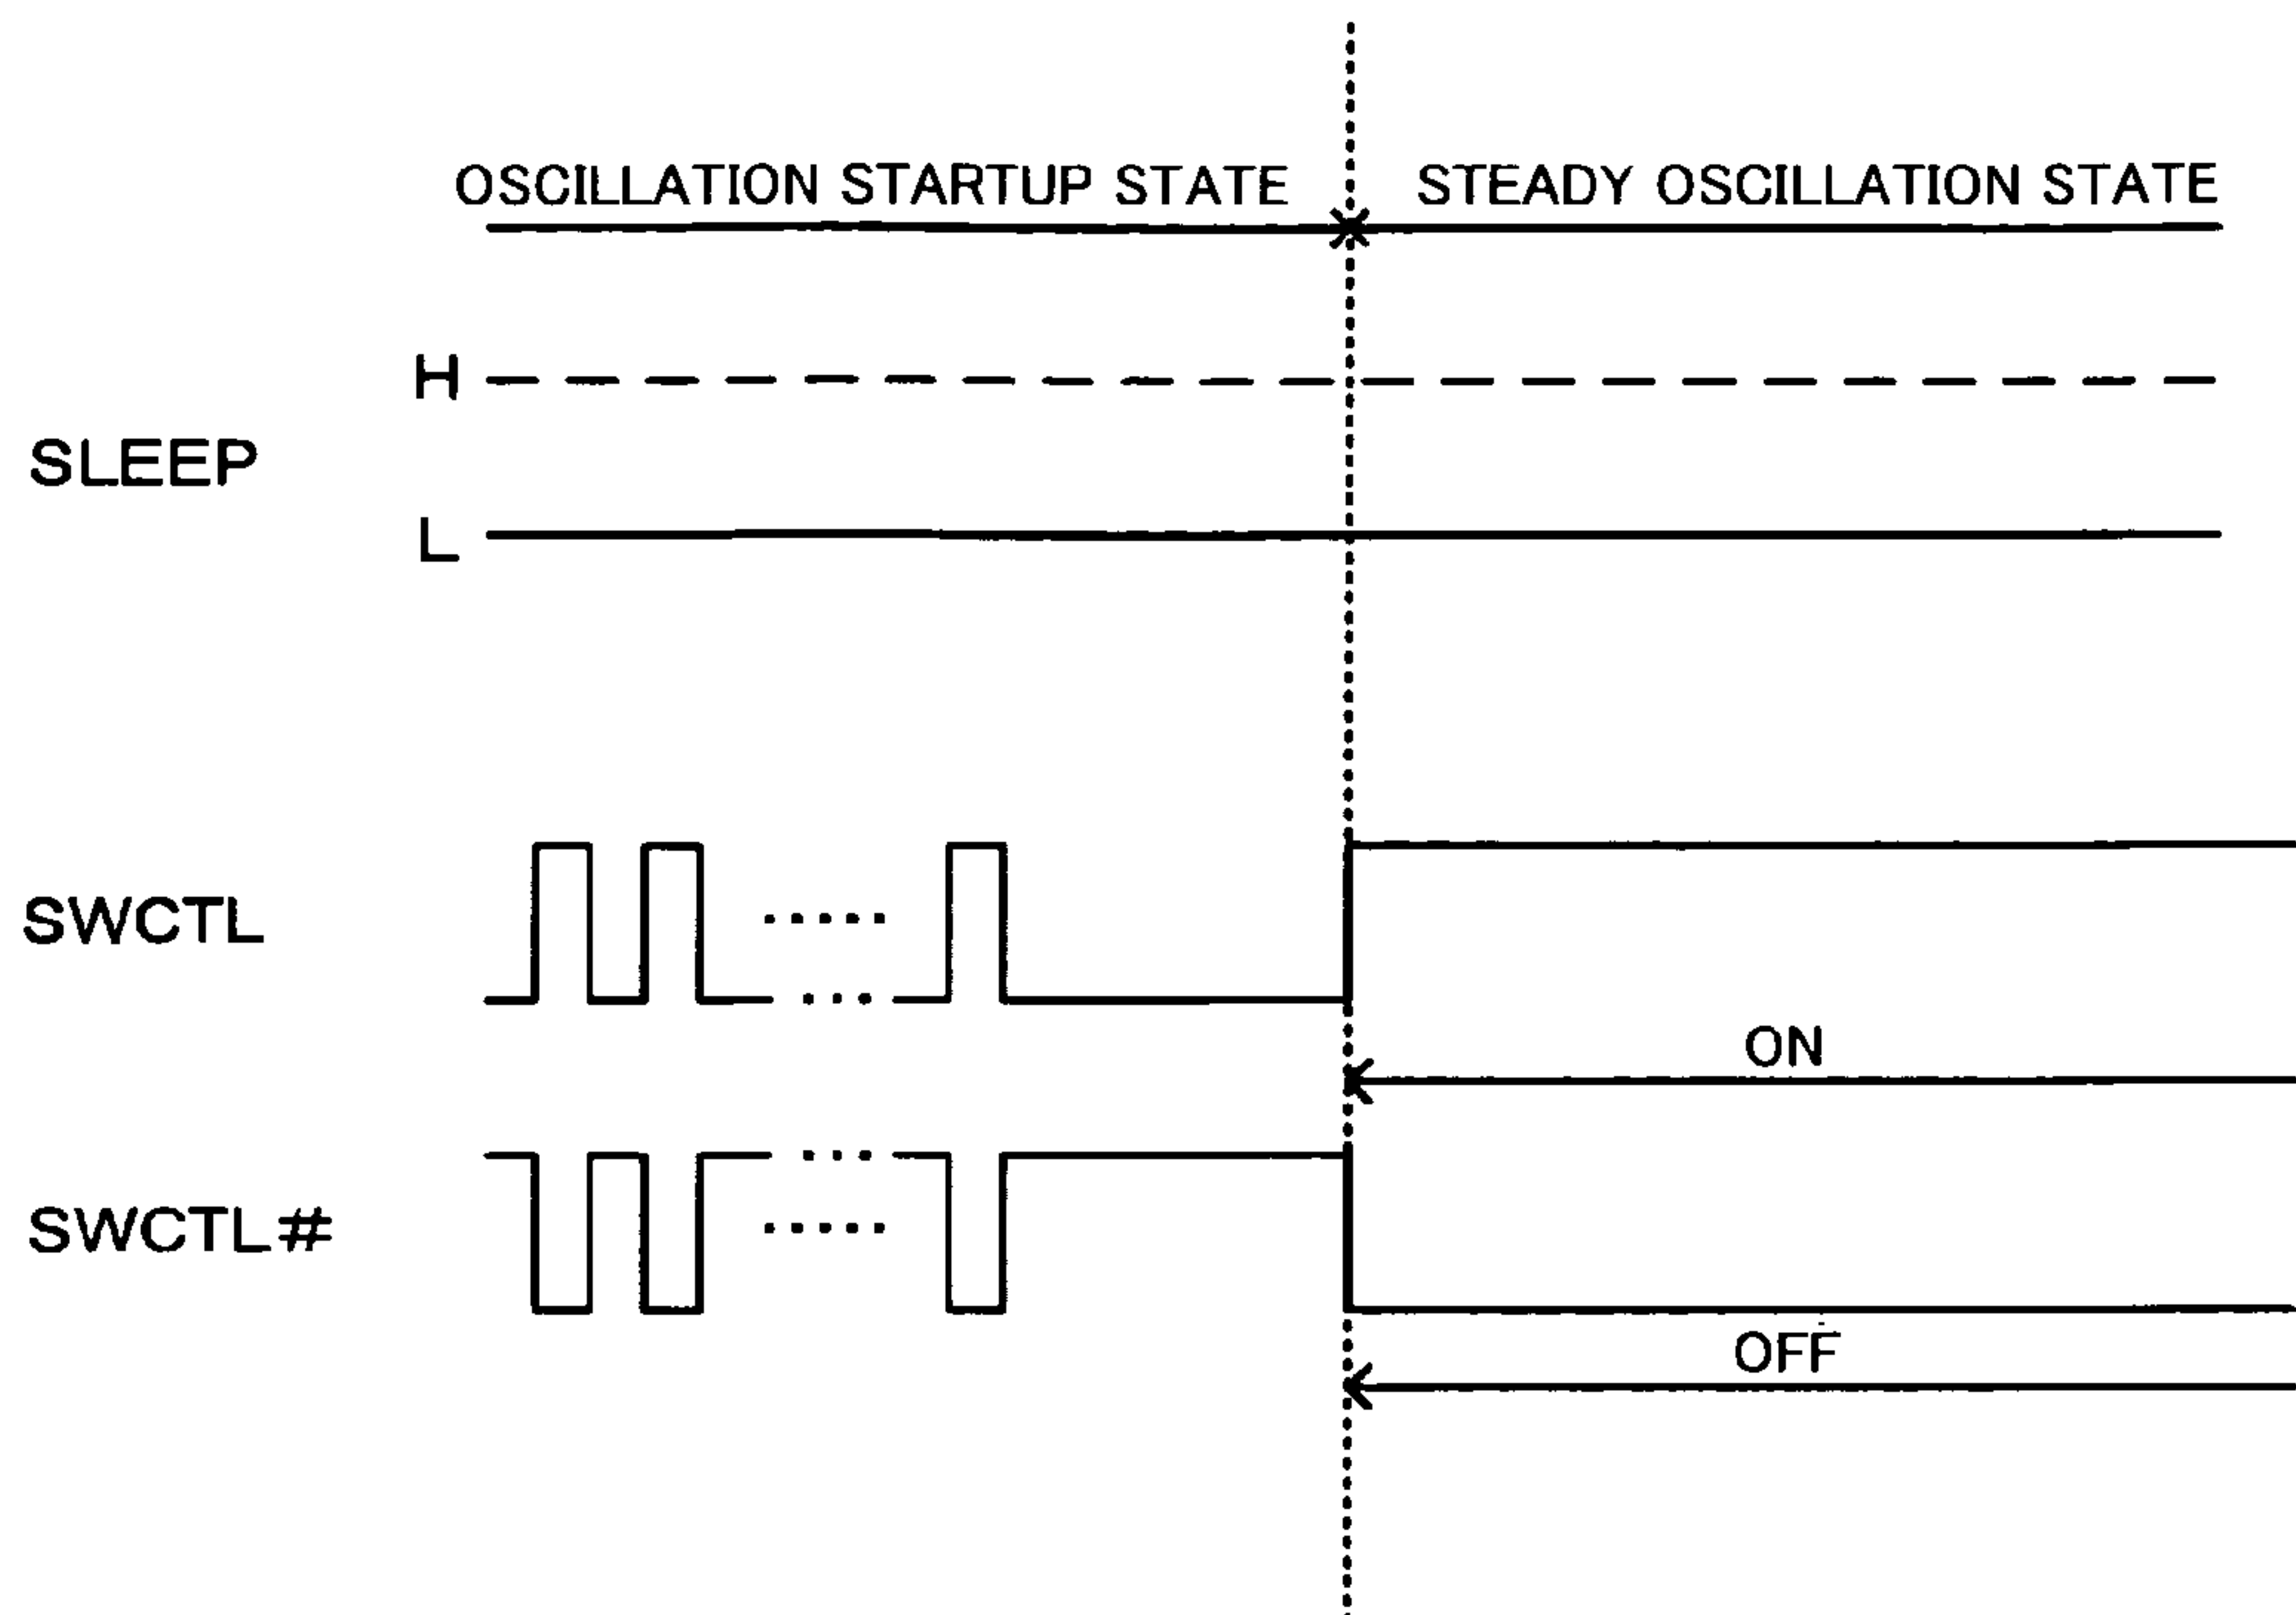 OSCILLATION STARTUP STATE STEADY OSCILLATION STATE
H
SLEEP
L
SWCTL
ON
SWCTL#
OFF